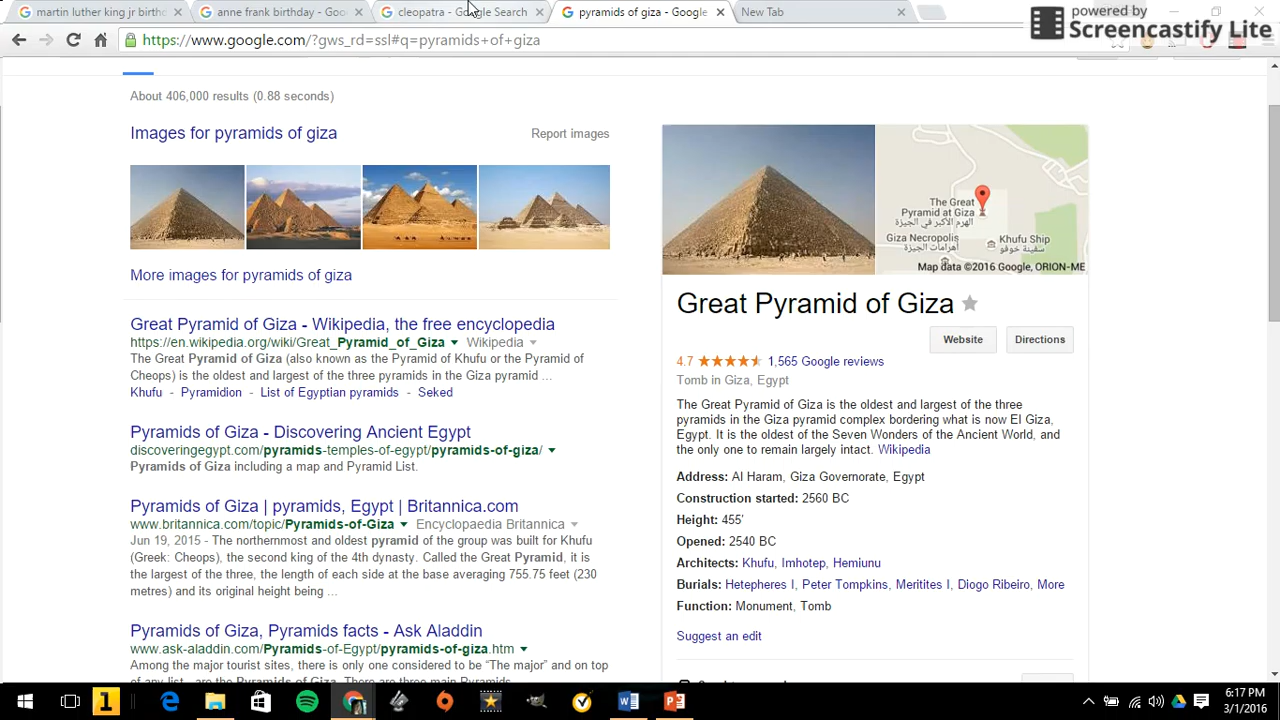 martin luther king jr birth
anne frank birthday - Goo
cleopatra - Google Search
pyramids of giza - Google
New Tab
powered by
Screencastify Lite
https://www.google.com/?gws_rd=ssl#q=pyramids+of+giza
About 406,000 results (0.88 seconds)
Images for pyramids of giza
Report images
More images for pyramids of giza
Great Pyramid of Giza - Wikipedia, the free encyclopedia
https://en.wikipedia.org/wiki/Great_Pyramid_of_Giza
Wikipedia
The Great Pyramid of Giza (also known as the Pyramid of Khufu or the Pyramid of
Cheops) is the oldest and largest of the three pyramids in the Giza pyramid ...
Khufu - Pyramidion - List of Egyptian pyramids - Seked
Pyramids of Giza - Discovering Ancient Egypt
discoveringegypt.com/pyramids-temples-of-egypt/pyramids-of-giza/
Pyramids of Giza including a map and Pyramid List.
Pyramids of Giza | pyramids, Egypt | Britannica.com
www.britannica.com/topic/Pyramids-of-Giza
Encyclopaedia Britannica
Jun 19, 2015 - The northernmost and oldest pyramid of the group was built for Khufu
(Greek: Cheops), the second king of the 4th dynasty. Called the Great Pyramid, it is
the largest of the three, the length of each side at the base averaging 755.75 feet (230
metres) and its original height being ...
Pyramids of Giza, Pyramids facts - Ask Aladdin
www.ask-aladdin.com/Pyramids-of-Egypt/pyramids-of-giza.htm
Among the major tourist sites, there is only one considered to be “The major” and on top
The Great
Pyramid at Giza
الهرم الأكبر في الجيزة
Giza Necropolis
أهرامات الجيزة
Khufu Ship
سفينة خوفو
Map data ©2016 Google, ORION-ME
Great Pyramid of Giza
Website
Directions
4.7
1,565 Google reviews
Tomb in Giza, Egypt
The Great Pyramid of Giza is the oldest and largest of the three
pyramids in the Giza pyramid complex bordering what is now El Giza,
Egypt. It is the oldest of the Seven Wonders of the Ancient World, and
the only one to remain largely intact. Wikipedia
Address: Al Haram, Giza Governorate, Egypt
Construction started: 2560 BC
Height: 455'
Opened: 2540 BC
Architects: Khufu, Imhotep, Hemiunu
Burials: Hetepheres I, Peter Tompkins, Meritites I, Diogo Ribeiro, More
Function: Monument, Tomb
Suggest an edit
6:17 PM
3/1/2016